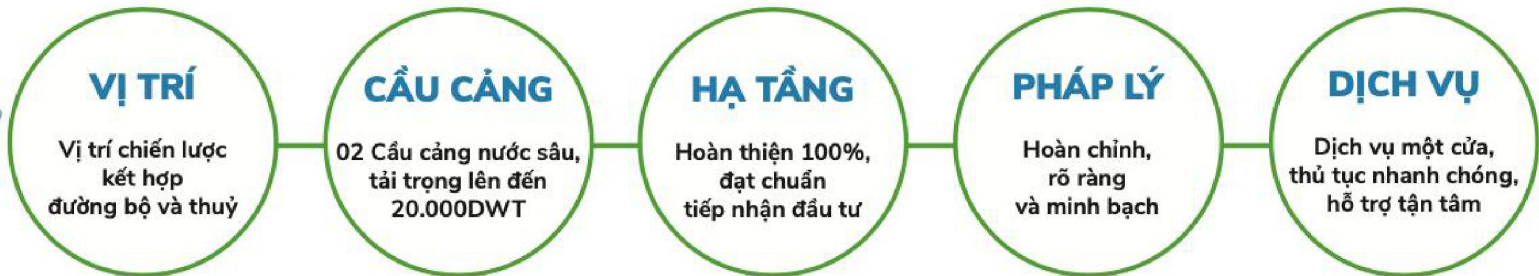 VỊ TRÍ
Vị trí chiến lược
kết hợp
đường bộ và thuỷ
CẦU CẢNG
02 Cầu cảng nước sâu,
tải trọng lên đến
20.000DWT
HẠ TẦNG
Hoàn thiện 100%,
đạt chuẩn
tiếp nhận đầu tư
PHÁP LÝ
Hoàn chỉnh,
rõ ràng
và minh bạch
DỊCH VỤ
Dịch vụ một cửa,
thủ tục nhanh chóng,
hỗ trợ tận tâm